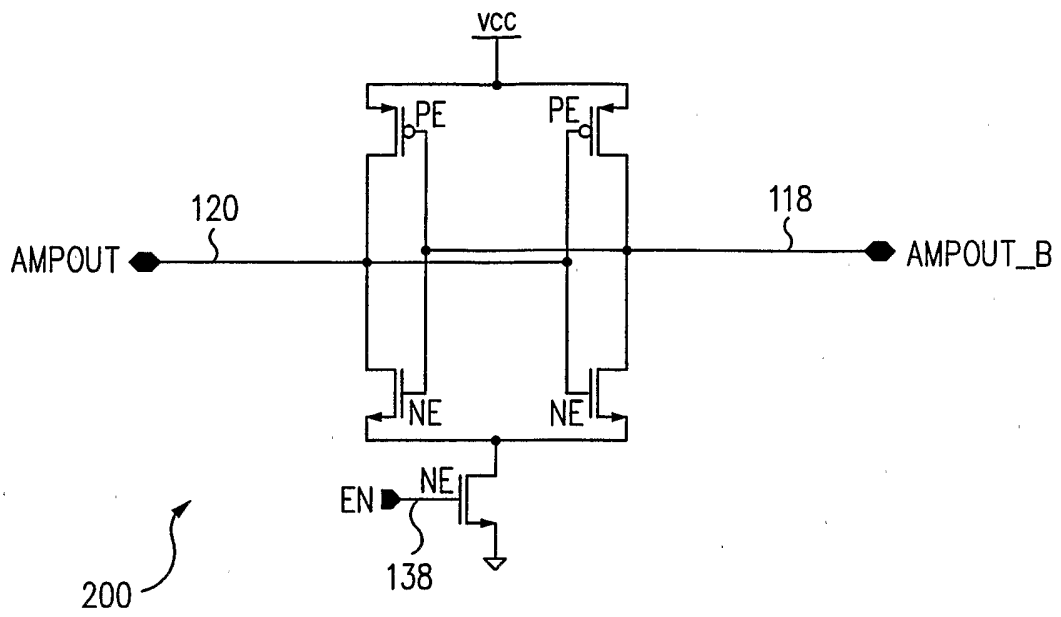 VCC
PE PE
120
118
AMPOUT
AMPOUT_B
NE NE
NE
EN
138
200